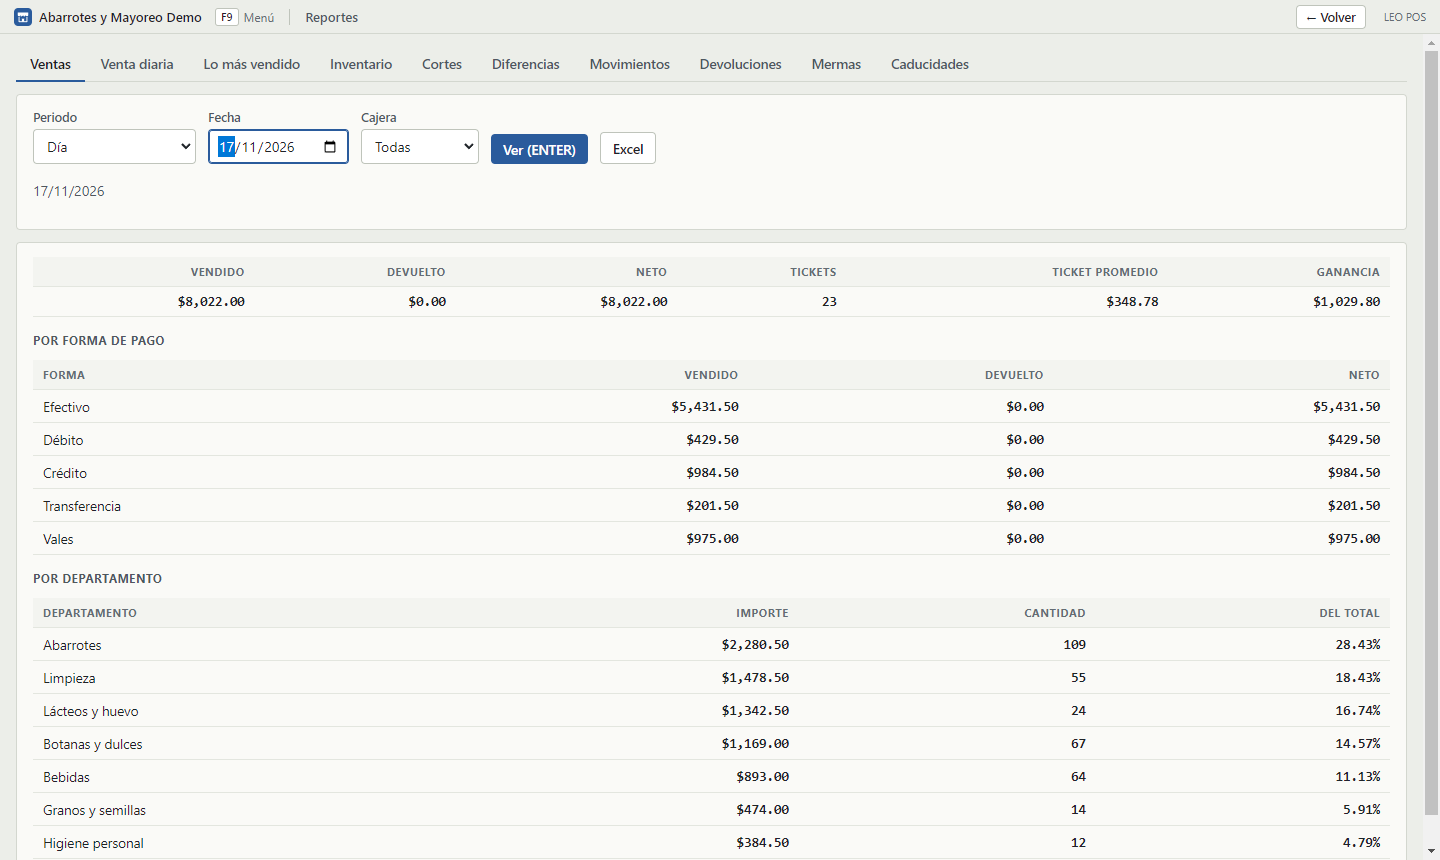 Abarrotes y Mayoreo Demo F9 Menú Reportes ← Volver LEO POS
Ventas Venta diaria Lo más vendido Inventario Cortes Diferencias Movimientos Devoluciones Mermas Caducidades
Periodo Fecha Cajera
Día 17/11/2026 Todas Ver (ENTER) Excel
17/11/2026
VENDIDO DEVUELTO NETO TICKETS TICKET PROMEDIO GANANCIA
$8,022.00 $0.00 $8,022.00 23 $348.78 $1,029.80
POR FORMA DE PAGO
FORMA VENDIDO DEVUELTO NETO
Efectivo $5,431.50 $0.00 $5,431.50
Débito $429.50 $0.00 $429.50
Crédito $984.50 $0.00 $984.50
Transferencia $201.50 $0.00 $201.50
Vales $975.00 $0.00 $975.00
POR DEPARTAMENTO
DEPARTAMENTO IMPORTE CANTIDAD DEL TOTAL
Abarrotes $2,280.50 109 28.43%
Limpieza $1,478.50 55 18.43%
Lácteos y huevo $1,342.50 24 16.74%
Botanas y dulces $1,169.00 67 14.57%
Bebidas $893.00 64 11.13%
Granos y semillas $474.00 14 5.91%
Higiene personal $384.50 12 4.79%